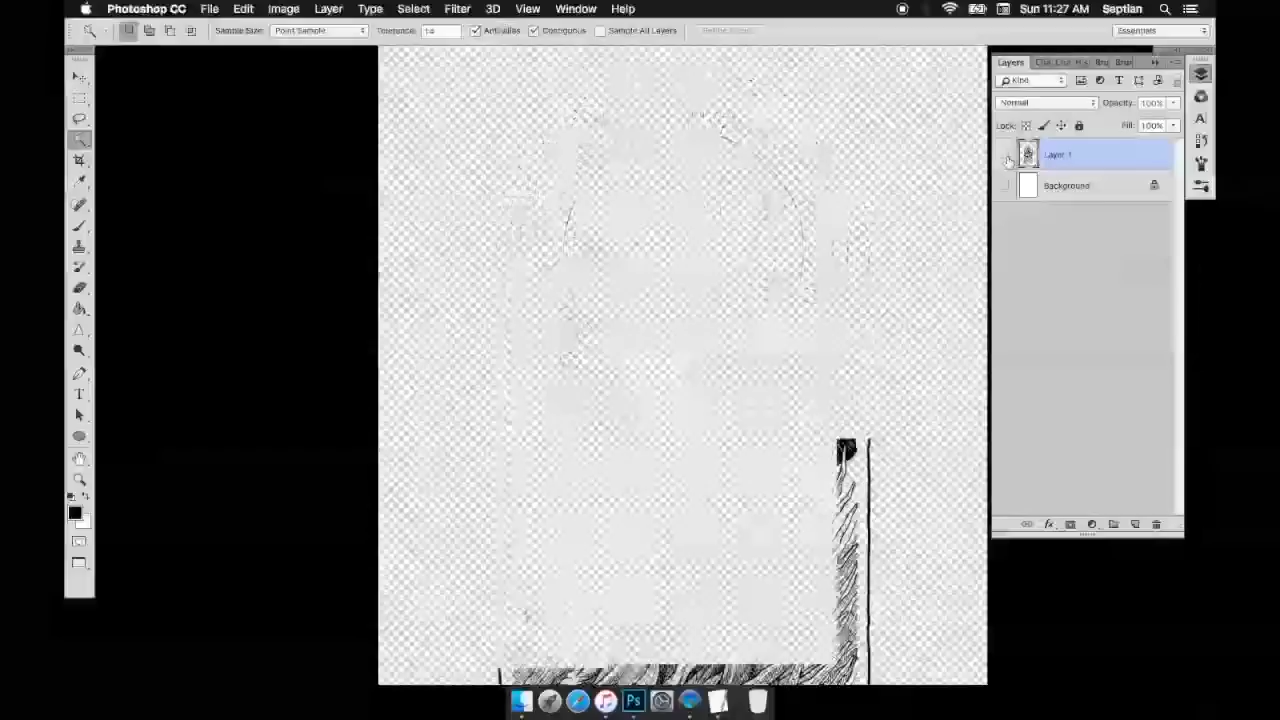 Photoshop CC File Edit Image Layer Type Select Filter 3D View Window Help Sun 11:27 AM Septian
Sample Size: Point Sample Tolerance: Anti-alias Contiguous Sample All Layers Essentials
Layers
Kind
Normal Opacity: 100%
Lock: Fill: 100%
Layer 1
Background
fx
T
Ps